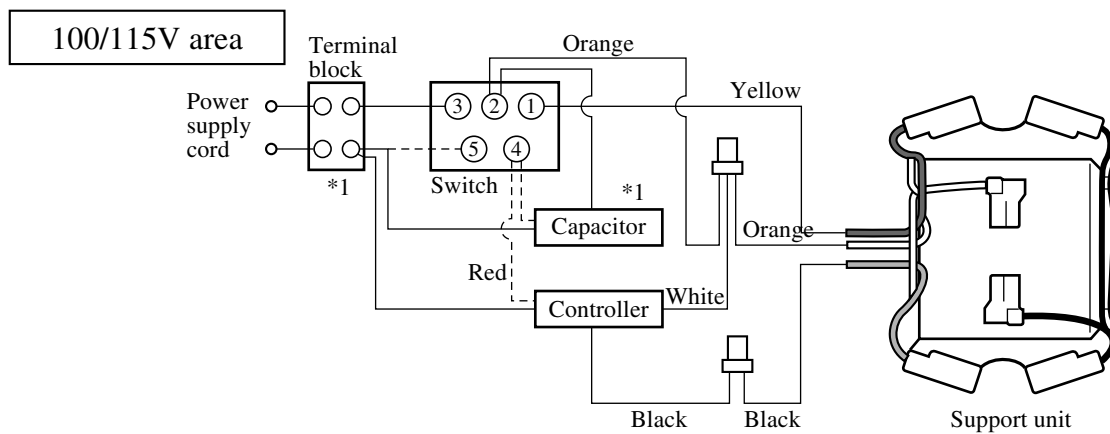 100/115V area
Terminal
block
Orange
Power
supply
cord
3
2
1
Yellow
5
4
*1
Switch
*1
Capacitor
Orange
Red
Controller
White
Black
Black
Support unit